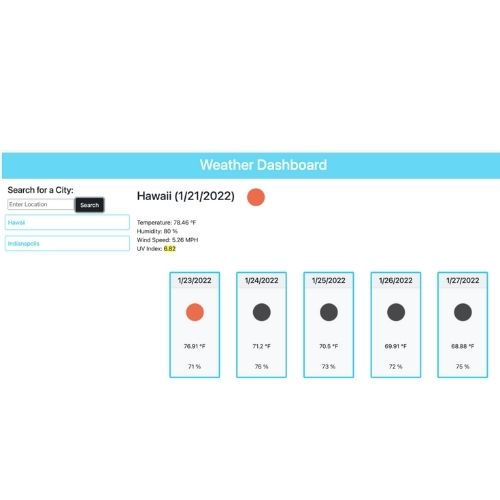 Weather Dashboard
Search for a City:
Enter Location
Search
Hawaii
Indianapolis
Hawaii (1/21/2022)
Temperature: 78.46 °F
Humidity: 80 %
Wind Speed: 5.26 MPH
UV Index: 6.82
1/23/2022
76.91 °F
71 %
1/24/2022
71.2 °F
76 %
1/25/2022
70.5 °F
73 %
1/26/2022
69.91 °F
72 %
1/27/2022
68.88 °F
75 %